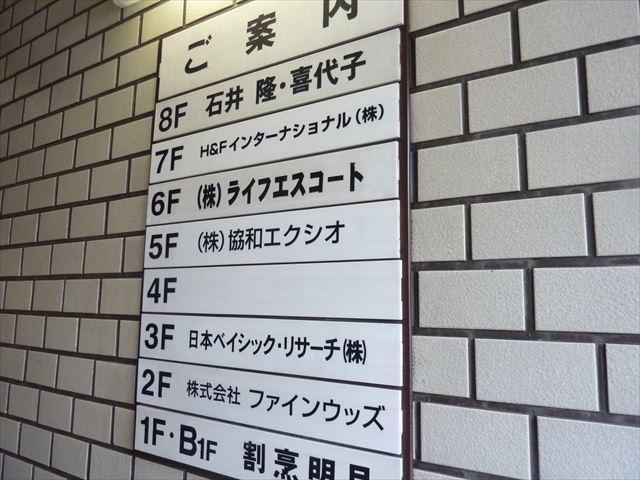 ご案内
8F 石井 隆・喜代子
7F H&Fインターナショナル(株)
6F (株)ライフエスコート
5F (株)協和エクシオ
4F
3F 日本ベイシック・リサーチ(株)
2F 株式会社 ファインウッズ
1F・B1F 割烹明月